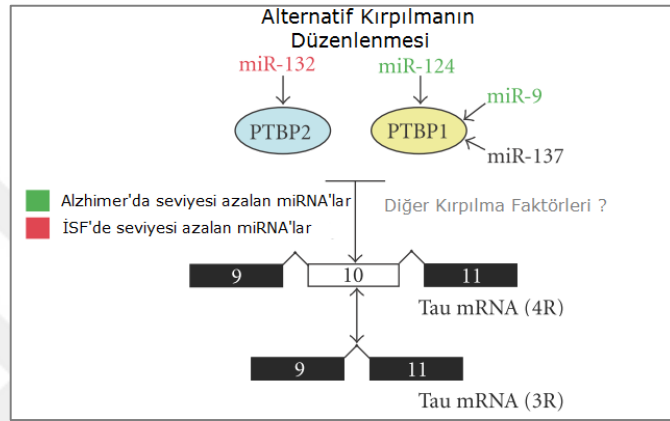 Alternatif Kırpılmanın
Düzenlenmesi
miR-132
miR-124
miR-9
PTBP2
PTBP1
miR-137
Alzhimer'da seviyesi azalan miRNA'lar
İSF'de seviyesi azalan miRNA'lar
Diğer Kırpılma Faktörleri ?
9
10
11
Tau mRNA (4R)
9
11
Tau mRNA (3R)